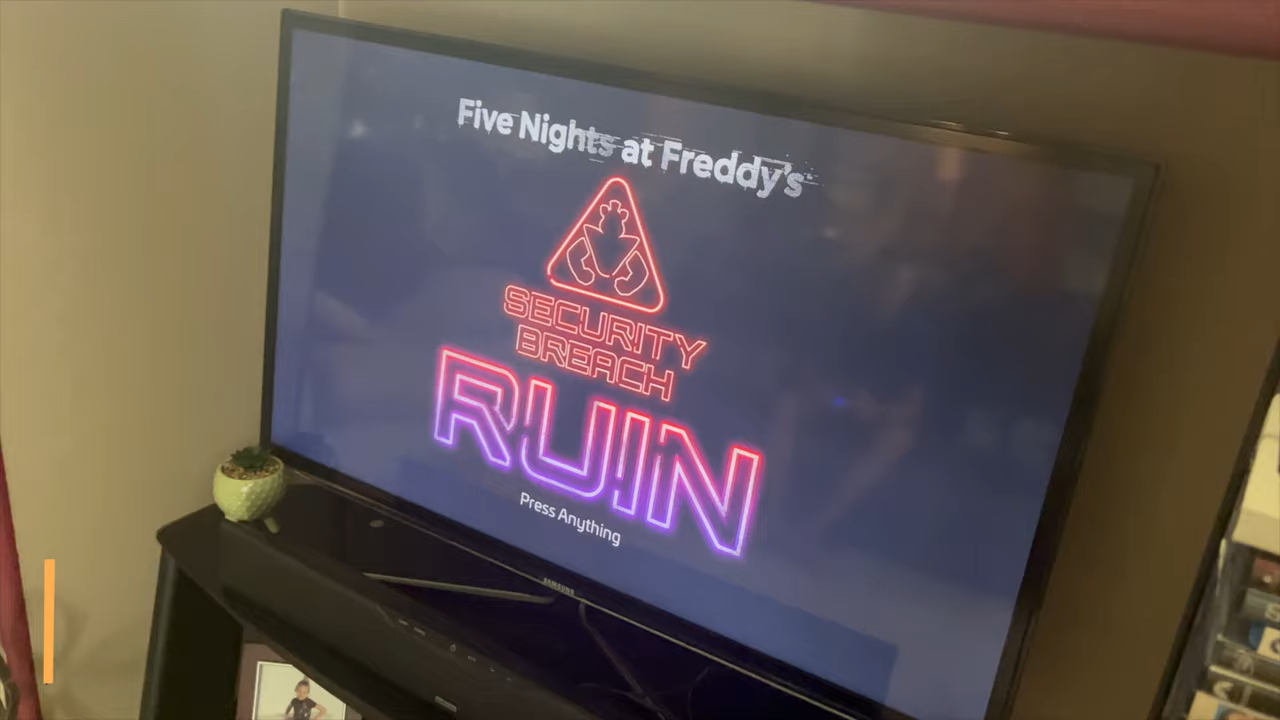 Five Nights at Freddy's
SECURITY
BREACH
RUIN
Press Anything
SAMSUNG